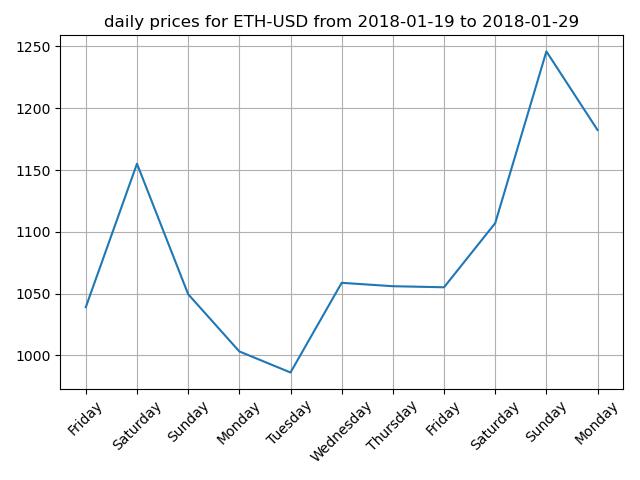 daily prices for ETH-USD from 2018-01-19 to 2018-01-29
1250
1200
1150
1100
1050
1000
Friday
Saturday
Sunday
Monday
Tuesday
Wednesday
Thursday
Friday
Saturday
Sunday
Monday